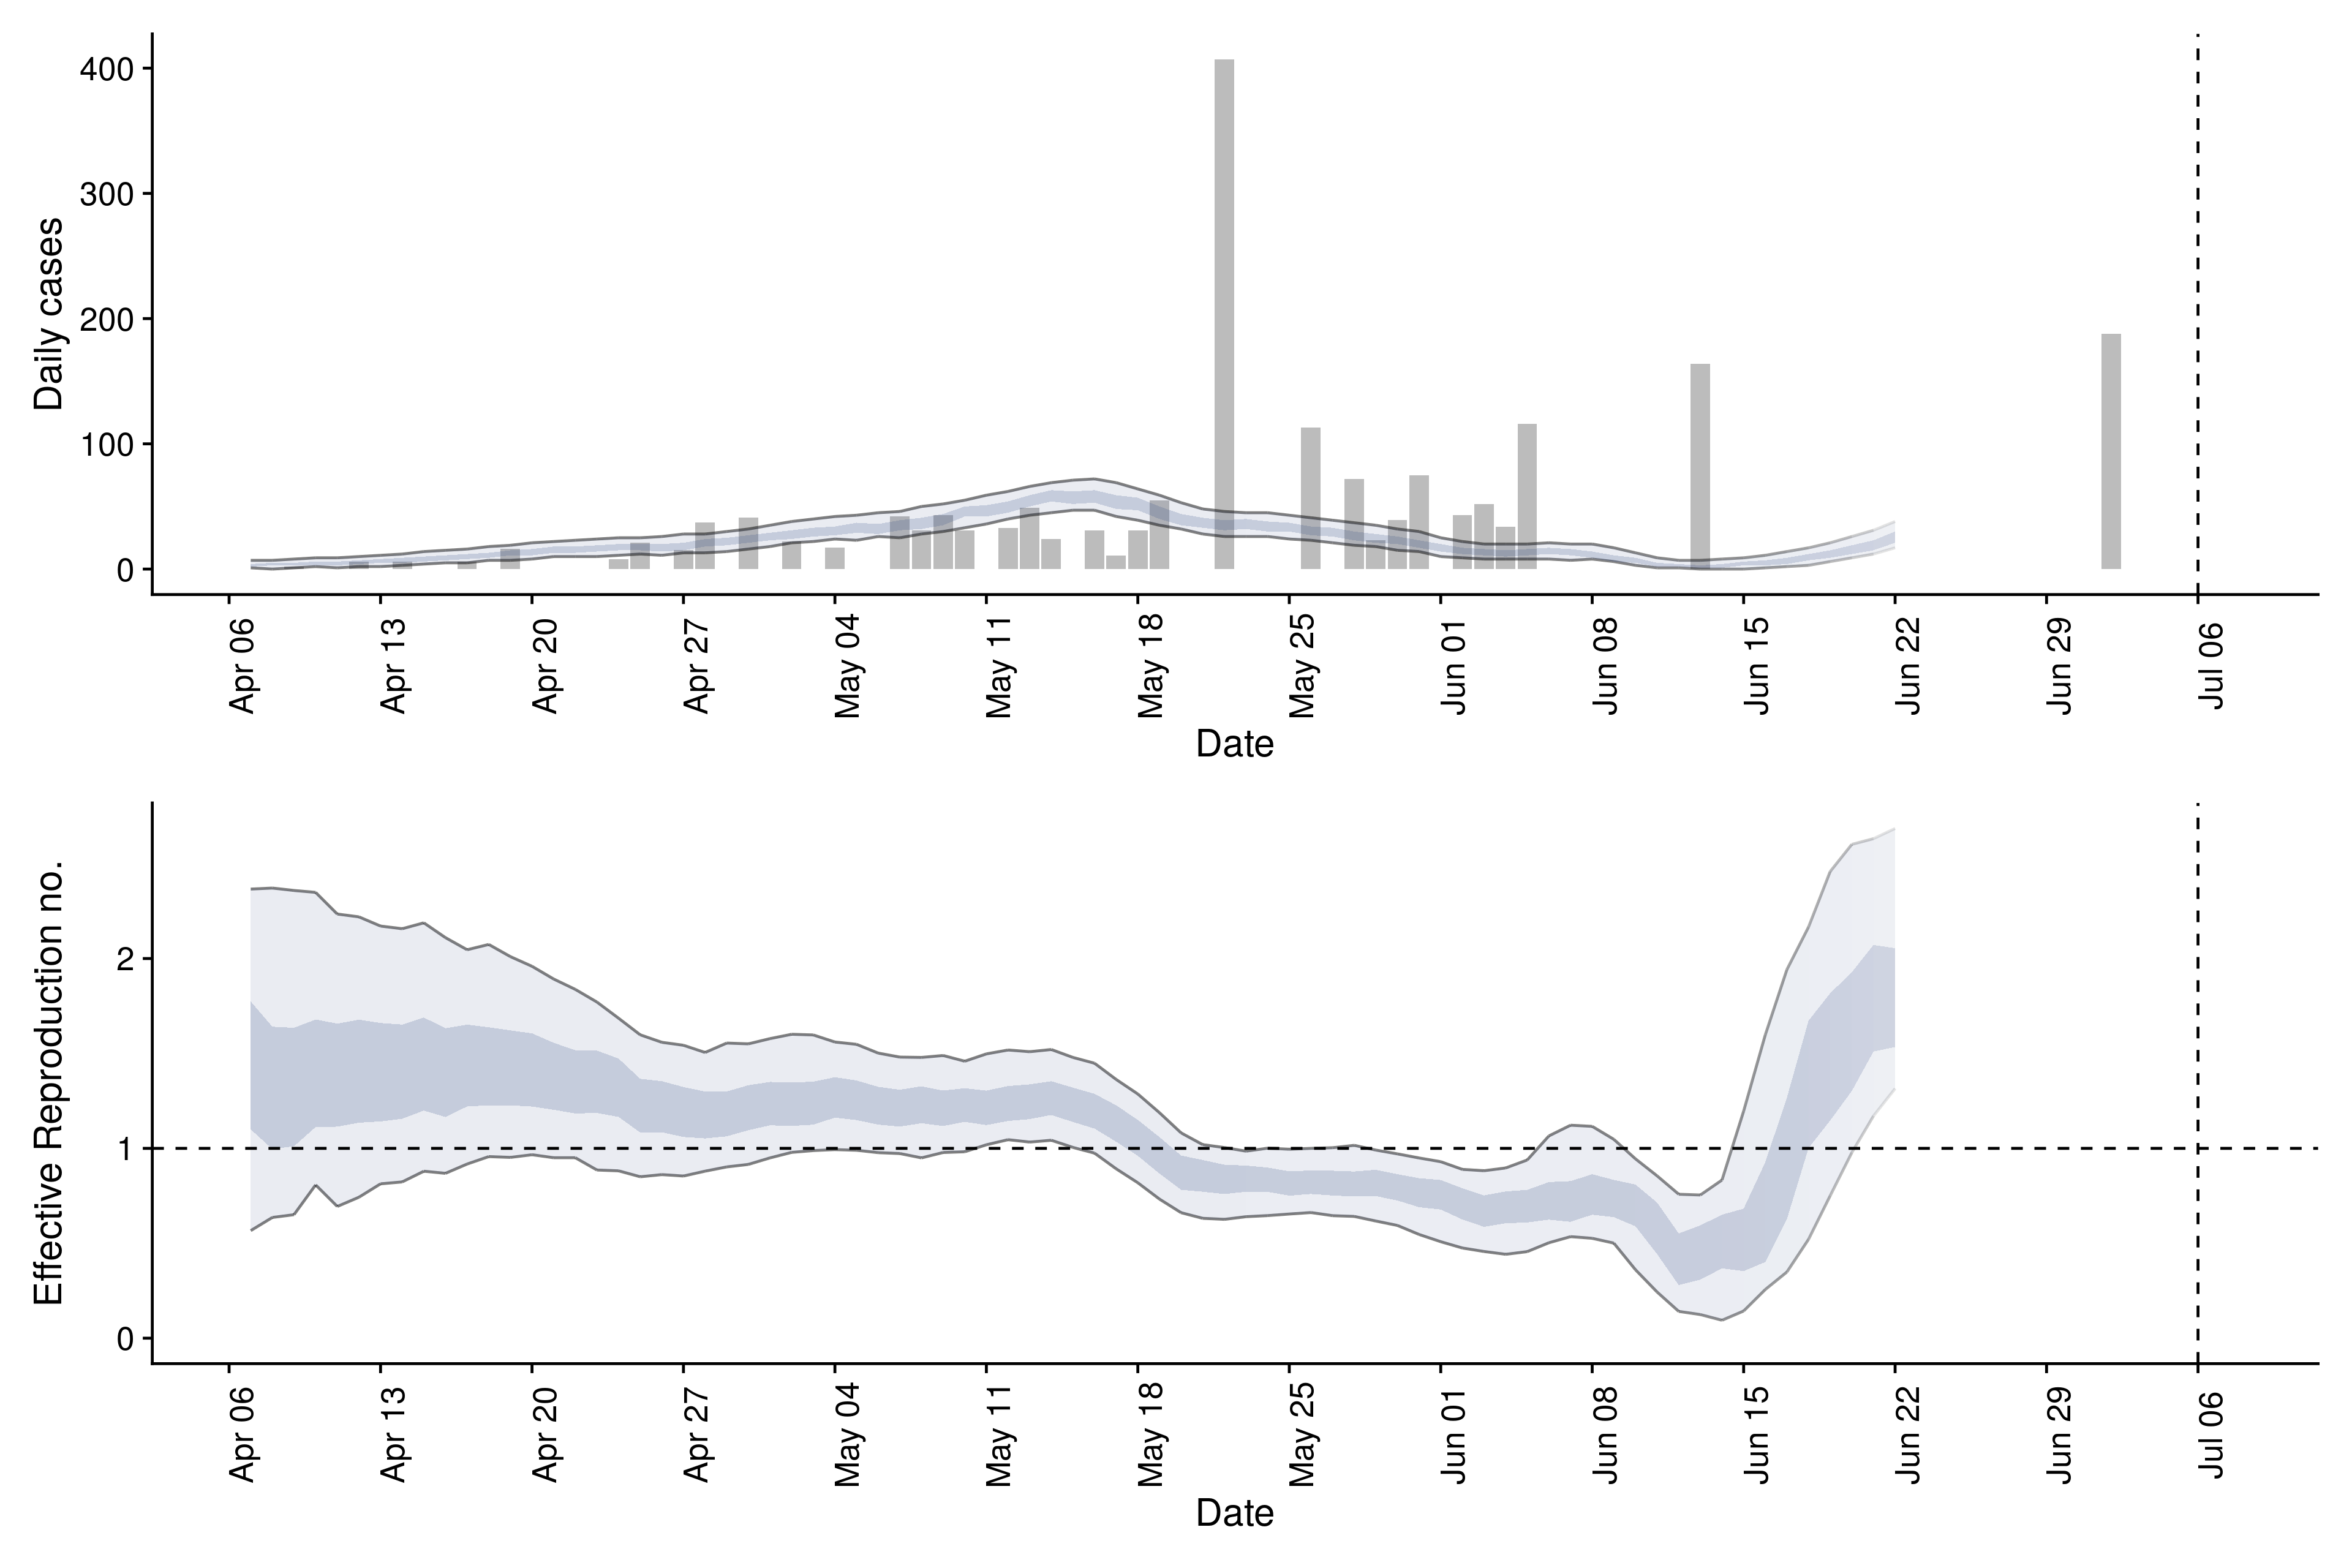 Daily cases
400
300
200
100
0
Apr 06
Apr 13
Apr 20
Apr 27
May 04
May 11
May 18
May 25
Jun 01
Jun 08
Jun 15
Jun 22
Jun 29
Jul 06
Date
Effective Reproduction no.
2
1
0
Apr 06
Apr 13
Apr 20
Apr 27
May 04
May 11
May 18
May 25
Jun 01
Jun 08
Jun 15
Jun 22
Jun 29
Jul 06
Date